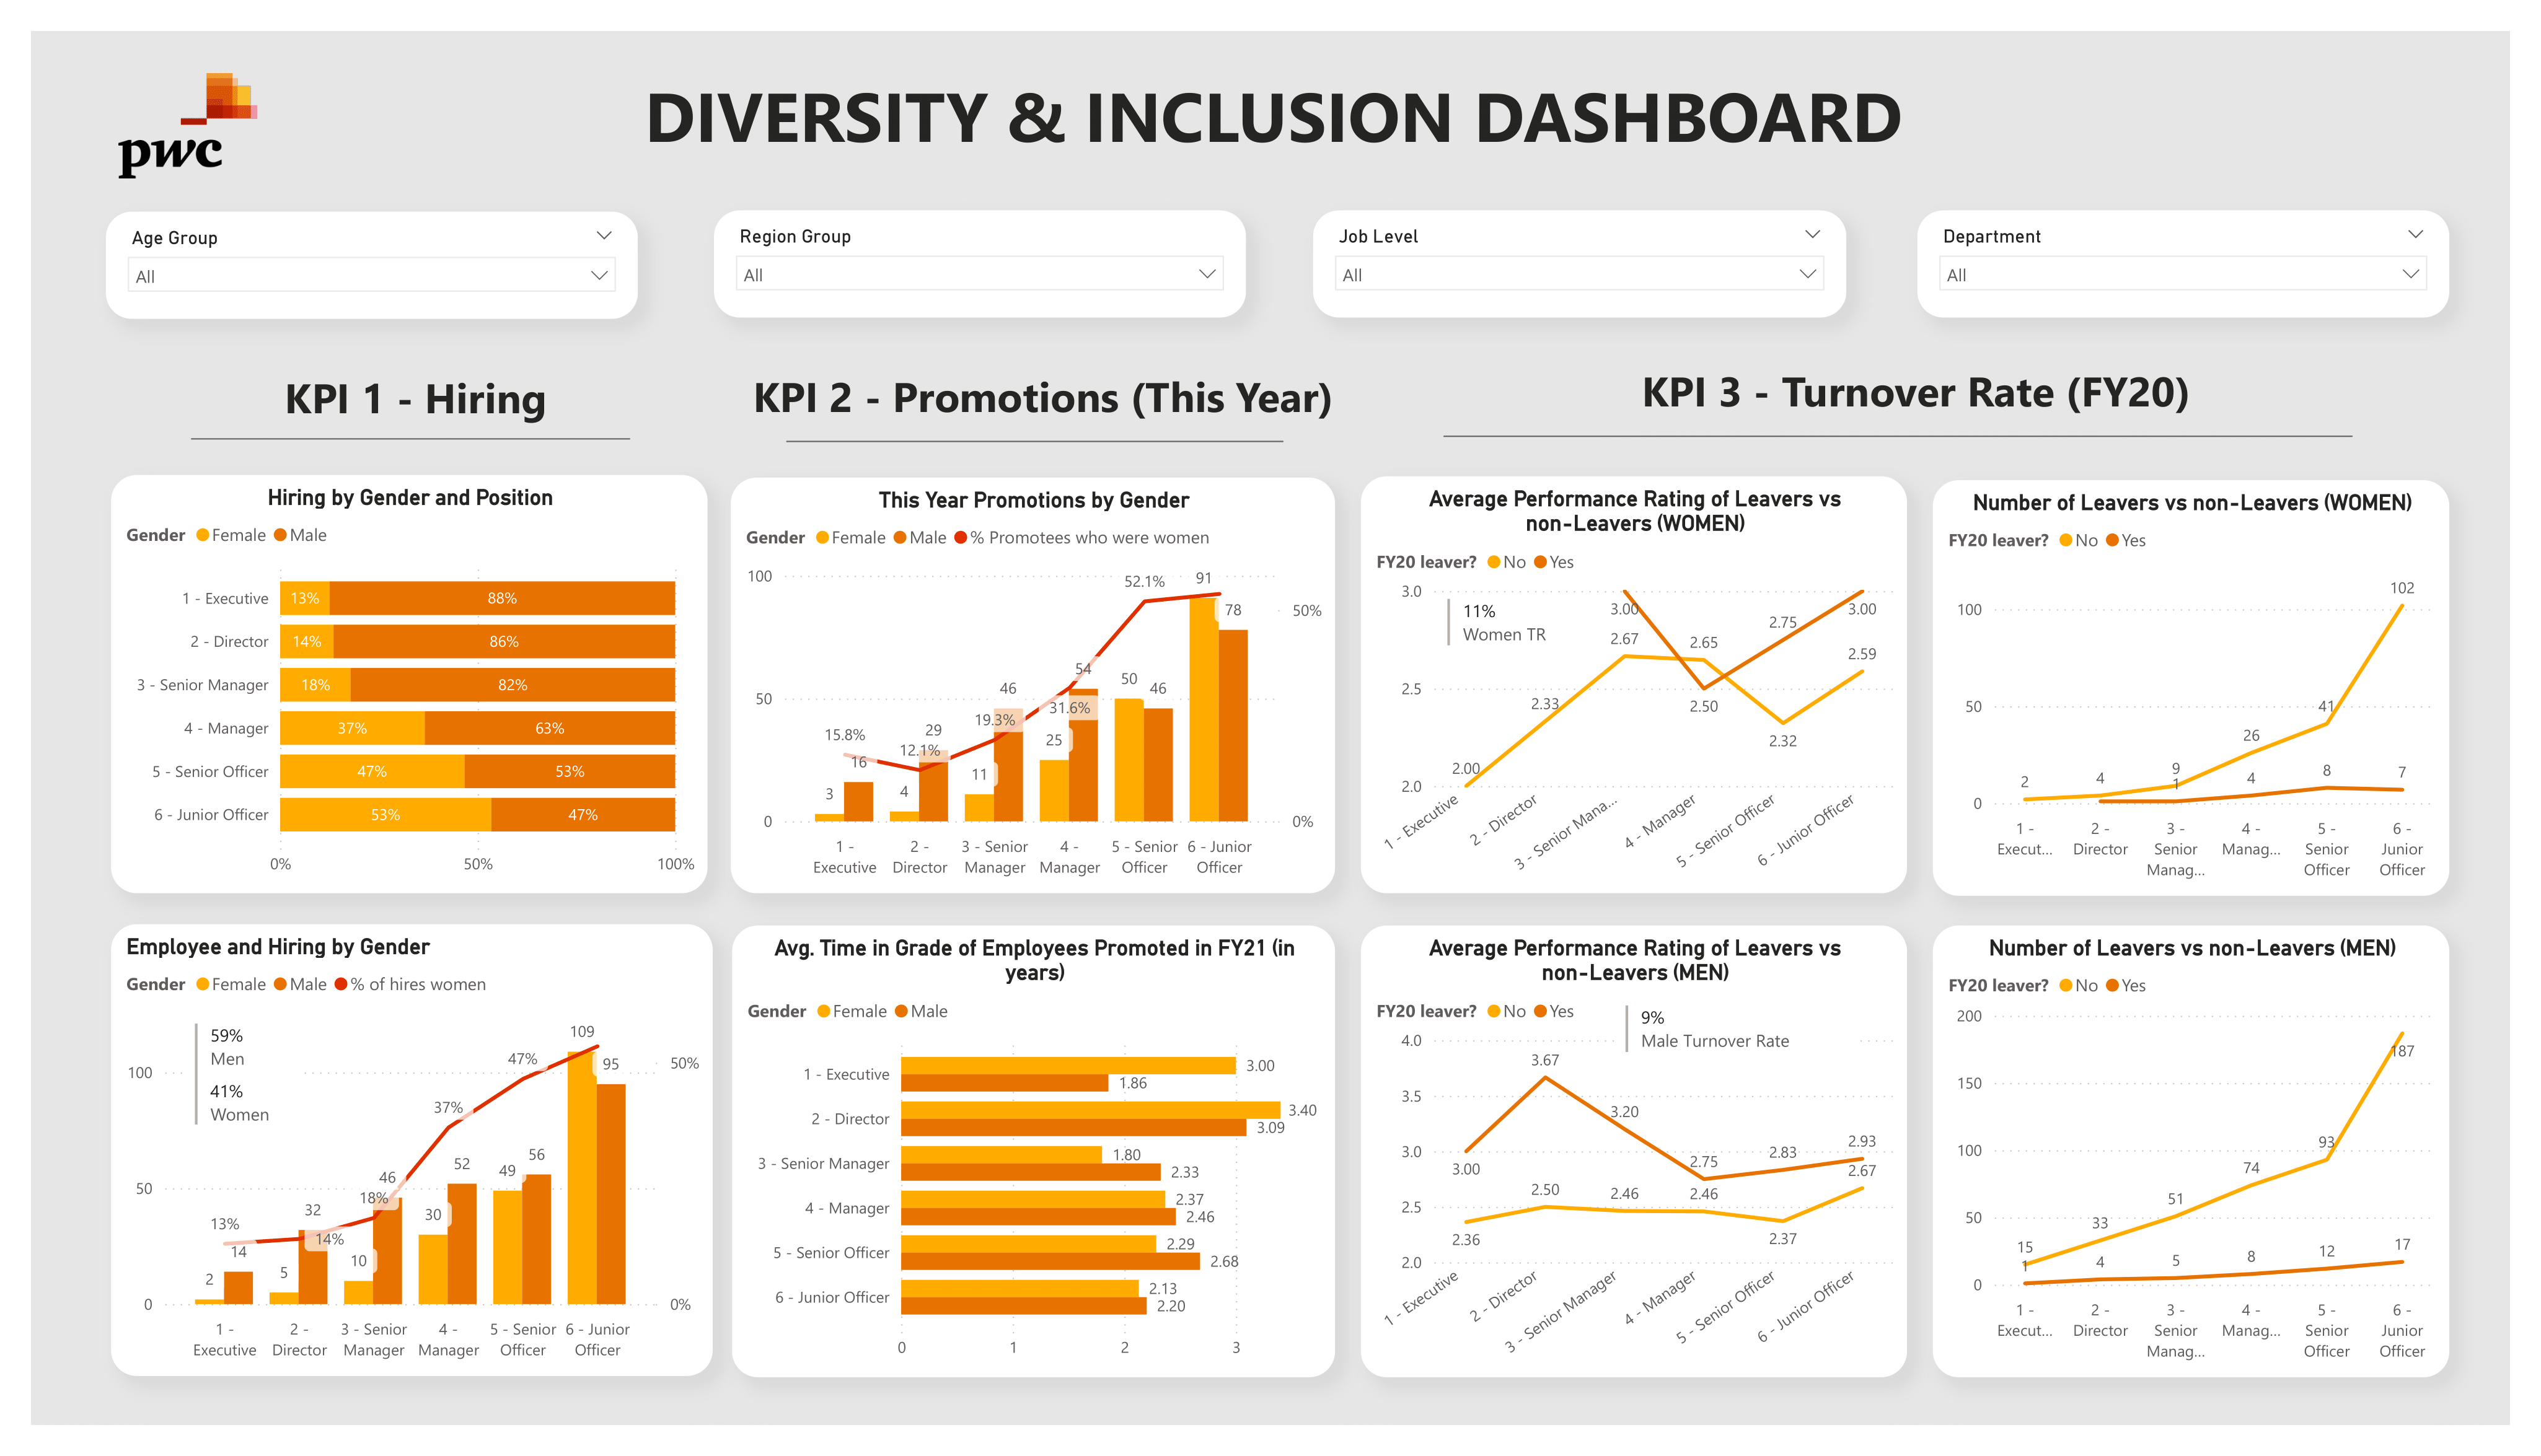 pwc
DIVERSITY & INCLUSION DASHBOARD
Age Group
All
Region Group
All
Job Level
All
Department
All
KPI 1 - Hiring
KPI 2 - Promotions (This Year)
KPI 3 - Turnover Rate (FY20)
Hiring by Gender and Position
Gender Female Male
1 - Executive 13% 88%
2 - Director 14% 86%
3 - Senior Manager 18% 82%
4 - Manager 37% 63%
5 - Senior Officer 47% 53%
6 - Junior Officer 53% 47%
0% 50% 100%
This Year Promotions by Gender
Gender Female Male % Promotees who were women
100
50
0
50%
0%
15.8% 12.1% 19.3% 31.6% 52.1%
3 16 4 29 11 46 25 54 50 46 91 78
1 - 2 - 3 - Senior 4 - 5 - Senior 6 - Junior
Executive Director Manager Manager Officer Officer
Average Performance Rating of Leavers vs
non-Leavers (WOMEN)
FY20 leaver? No Yes
11%
Women TR
3.0
2.5
2.0
3.00 2.50 2.75 3.00
2.00 2.33 2.67 2.65 2.32 2.59
1 - Executive
2 - Director
3 - Senior Mana...
4 - Manager
5 - Senior Officer
6 - Junior Officer
Number of Leavers vs non-Leavers (WOMEN)
FY20 leaver? No Yes
100
50
0
2 4 9 26 41 102
1 4 8 7
1 - 2 - 3 - 4 - 5 - 6 -
Execut... Director Senior Manag... Senior Junior
Manag... Officer Officer
Employee and Hiring by Gender
Gender Female Male % of hires women
59%
Men
41%
Women
100
50
0
50%
0%
13% 14% 18% 37% 47%
2 14 5 32 10 46 30 52 49 56 109 95
1 - 2 - 3 - Senior 4 - 5 - Senior 6 - Junior
Executive Director Manager Manager Officer Officer
Avg. Time in Grade of Employees Promoted in FY21 (in
years)
Gender Female Male
1 - Executive 3.00 1.86
2 - Director 3.40 3.09
3 - Senior Manager 1.80 2.33
4 - Manager 2.37 2.46
5 - Senior Officer 2.29 2.68
6 - Junior Officer 2.13 2.20
0 1 2 3
Average Performance Rating of Leavers vs
non-Leavers (MEN)
FY20 leaver? No Yes
9%
Male Turnover Rate
4.0
3.5
3.0
2.5
2.0
3.00 3.67 3.20 2.75 2.83 2.93
2.36 2.50 2.46 2.46 2.37 2.67
1 - Executive
2 - Director
3 - Senior Manager
4 - Manager
5 - Senior Officer
6 - Junior Officer
Number of Leavers vs non-Leavers (MEN)
FY20 leaver? No Yes
200
150
100
50
0
15 33 51 74 93 187
1 4 5 8 12 17
1 - 2 - 3 - 4 - 5 - 6 -
Execut... Director Senior Manag... Senior Junior
Manag... Officer Officer